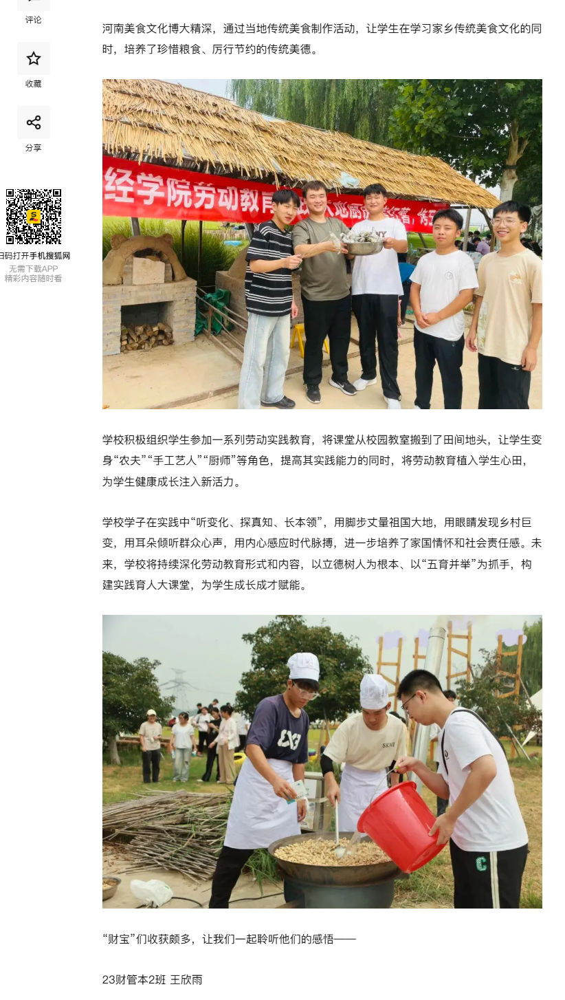 评论
收藏
分享
扫码打开手机搜狐网
无需下载APP
精彩内容随时看
河南美食文化博大精深，通过当地传统美食制作活动，让学生在学习家乡传统美食文化的同
时，培养了珍惜粮食、厉行节约的传统美德。
经学院劳动教育
学校积极组织学生参加一系列劳动实践教育，将课堂从校园教室搬到了田间地头，让学生变
身“农夫”“手工艺人”“厨师”等角色，提高其实践能力的同时，将劳动教育植入学生心田，
为学生健康成长注入新活力。
学校学子在实践中“听变化、探真知、长本领”，用脚步丈量祖国大地，用眼睛发现乡村巨
变，用耳朵倾听群众心声，用内心感应时代脉搏，进一步培养了家国情怀和社会责任感。未
来，学校将持续深化劳动教育形式和内容，以立德树人为根本、以“五育并举”为抓手，构
建实践育人大课堂，为学生成长成才赋能。
SKMI
C
“财宝”们收获颇多，让我们一起聆听他们的感悟——
23财管本2班 王欣雨